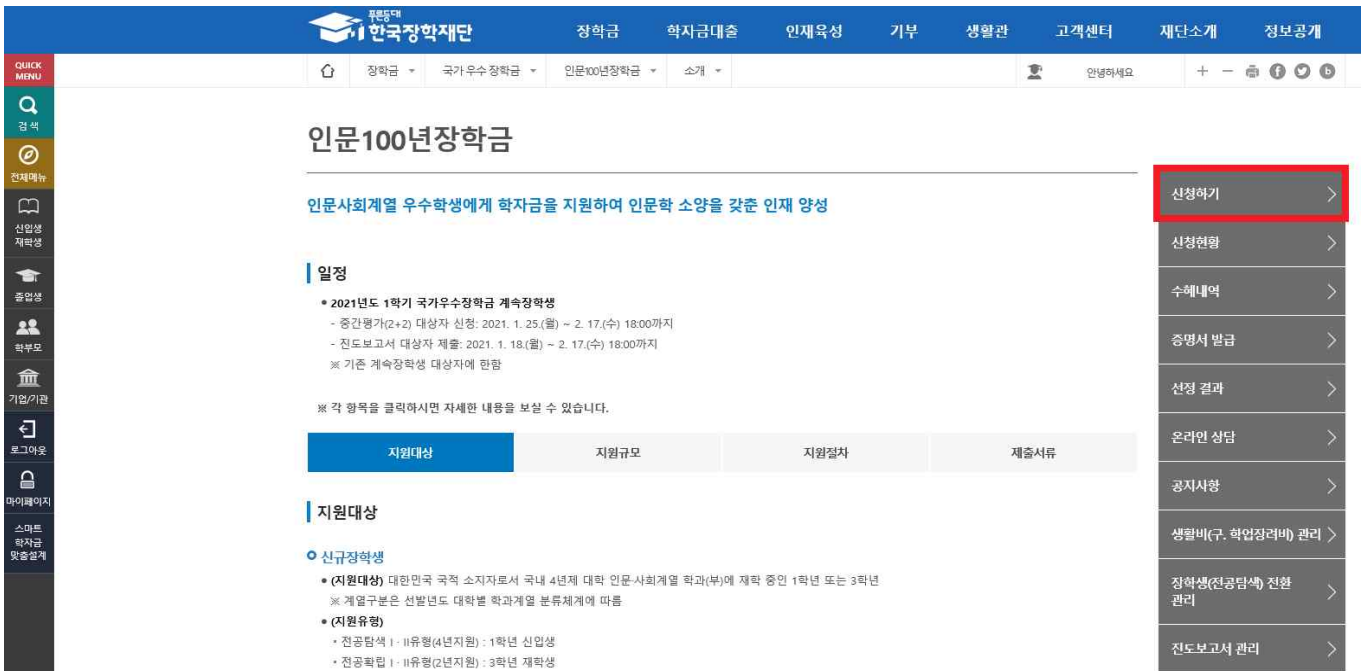 푸른등대
한국장학재단
장학금 학자금대출 인재육성 기부 생활관 고객센터 재단소개 정보공개
QUICK
MENU
장학금 국가 우수 장학금 인문100년장학금 소개 안녕하세요
검색
전체메뉴
신입생
재학생
졸업생
학부모
기업/기관
로그아웃
마이페이지
스마트
학자금
맞춤설계
인문100년장학금
인문사회계열 우수학생에게 학자금을 지원하여 인문학 소양을 갖춘 인재 양성
일정
• 2021년도 1학기 국가우수장학금 계속장학생
- 중간평가(2+2) 대상자 신청: 2021. 1. 25.(월) ~ 2. 17.(수) 18:00까지
- 진도보고서 대상자 제출: 2021. 1. 18.(월) ~ 2. 17.(수) 18:00까지
※ 기존 계속장학생 대상자에 한함
※ 각 항목을 클릭하시면 자세한 내용을 보실 수 있습니다.
지원대상 지원규모 지원절차 제출서류
지원대상
신규장학생
• (지원대상) 대한민국 국적 소지자로서 국내 4년제 대학 인문·사회계열 학과(부)에 재학 중인 1학년 또는 3학년
※ 계열구분은 선발년도 대학별 학과계열 분류체계에 따름
• (지원유형)
· 전공탐색 I · II유형(4년지원) : 1학년 신입생
· 전공확립 I · II유형(2년지원) : 3학년 재학생
신청하기
신청현황
수혜내역
증명서 발급
선정 결과
온라인 상담
공지사항
생활비(구. 학업장려비) 관리
장학생(전공탐색) 전환
관리
진도보고서 관리